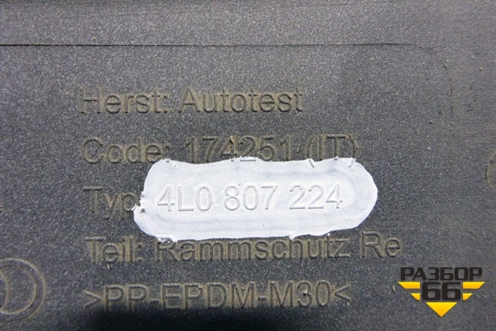 Herst: Autotest
Code: 174251 (IT)
Typ
4L0 807 224
Teil: Rammschutz Re
>PP-EPDM-M30<
РАЗБОР
66